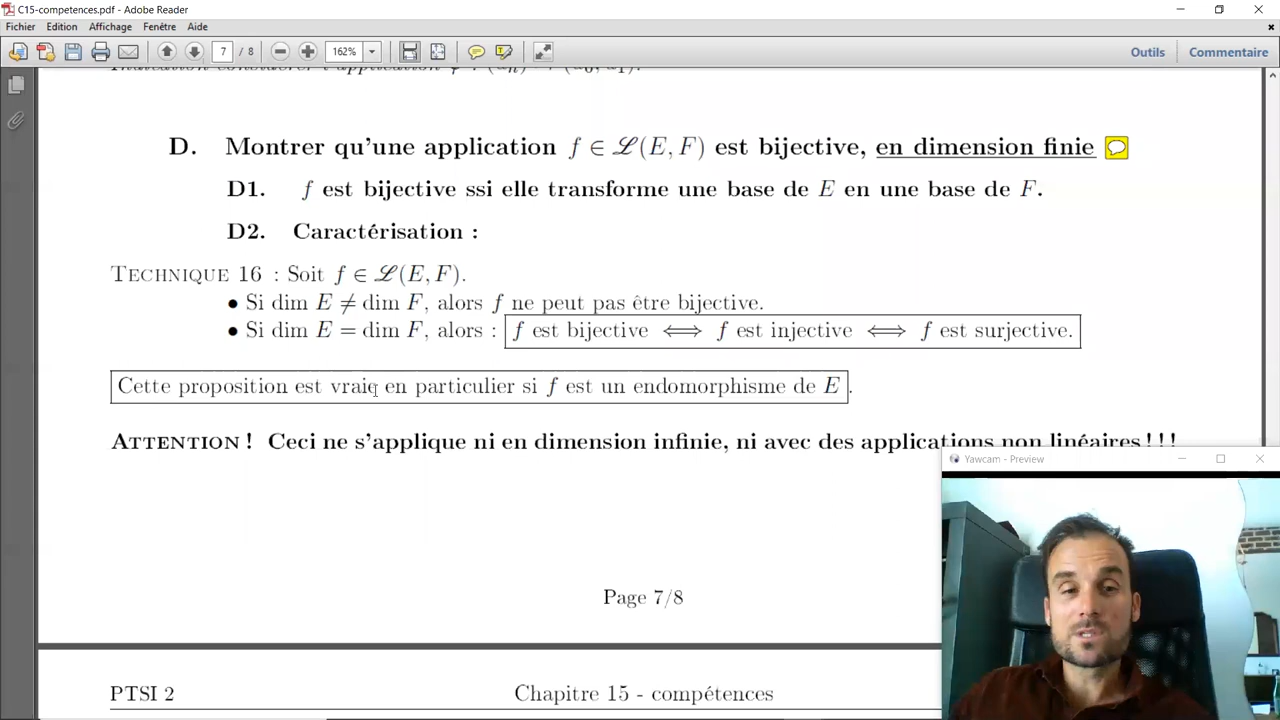 C15-competences.pdf - Adobe Reader
Fichier Edition Affichage Fenêtre Aide
7 / 8 162% Outils Commentaire
D. Montrer qu'une application f ∈ ℒ(E, F) est bijective, en dimension finie
D1. f est bijective ssi elle transforme une base de E en une base de F.
D2. Caractérisation :
Technique 16 : Soit f ∈ ℒ(E, F).
• Si dim E ≠ dim F, alors f ne peut pas être bijective.
• Si dim E = dim F, alors : f est bijective ⟺ f est injective ⟺ f est surjective.
Cette proposition est vraie en particulier si f est un endomorphisme de E.
Attention ! Ceci ne s'applique ni en dimension infinie, ni avec des applications non linéaires ! ! !
Yawcam - Preview
Page 7/8
PTSI 2 Chapitre 15 - compétences